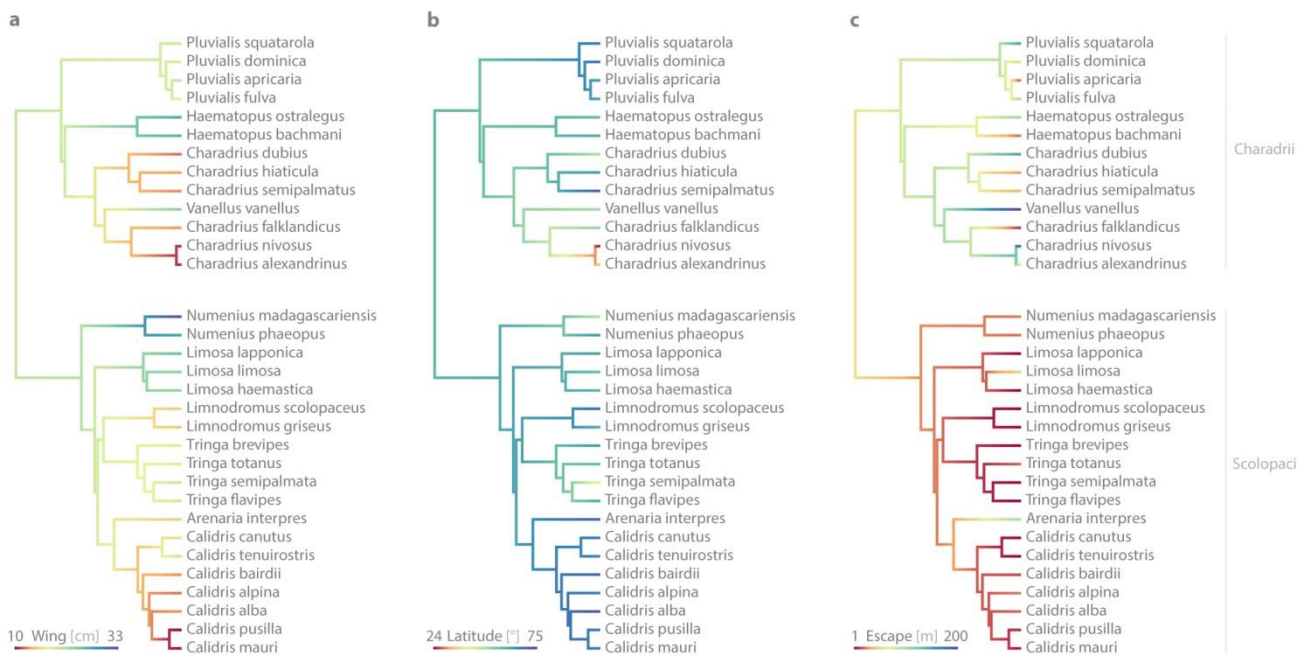 a
Pluvialis squatarola
Pluvialis dominica
Pluvialis apricaria
Pluvialis fulva
Haematopus ostralegus
Haematopus bachmani
Charadrius dubius
Charadrius hiaticula
Charadrius semipalmatus
Vanellus vanellus
Charadrius falklandicus
Charadrius nivosus
Charadrius alexandrinus
Numenius madagascariensis
Numenius phaeopus
Limosa lapponica
Limosa limosa
Limosa haemastica
Limnodromus scolopaceus
Limnodromus griseus
Tringa brevipes
Tringa totanus
Tringa semipalmata
Tringa flavipes
Arenaria interpres
Calidris canutus
Calidris tenuirostris
Calidris bairdii
Calidris alpina
Calidris alba
Calidris pusilla
Calidris mauri
10 Wing [cm] 33
b
Pluvialis squatarola
Pluvialis dominica
Pluvialis apricaria
Pluvialis fulva
Haematopus ostralegus
Haematopus bachmani
Charadrius dubius
Charadrius hiaticula
Charadrius semipalmatus
Vanellus vanellus
Charadrius falklandicus
Charadrius nivosus
Charadrius alexandrinus
Numenius madagascariensis
Numenius phaeopus
Limosa lapponica
Limosa limosa
Limosa haemastica
Limnodromus scolopaceus
Limnodromus griseus
Tringa brevipes
Tringa totanus
Tringa semipalmata
Tringa flavipes
Arenaria interpres
Calidris canutus
Calidris tenuirostris
Calidris bairdii
Calidris alpina
Calidris alba
Calidris pusilla
Calidris mauri
24 Latitude [°] 75
c
Pluvialis squatarola
Pluvialis dominica
Pluvialis apricaria
Pluvialis fulva
Haematopus ostralegus
Haematopus bachmani
Charadrius dubius
Charadrius hiaticula
Charadrius semipalmatus
Vanellus vanellus
Charadrius falklandicus
Charadrius nivosus
Charadrius alexandrinus
Numenius madagascariensis
Numenius phaeopus
Limosa lapponica
Limosa limosa
Limosa haemastica
Limnodromus scolopaceus
Limnodromus griseus
Tringa brevipes
Tringa totanus
Tringa semipalmata
Tringa flavipes
Arenaria interpres
Calidris canutus
Calidris tenuirostris
Calidris bairdii
Calidris alpina
Calidris alba
Calidris pusilla
Calidris mauri
1 Escape [m] 200
Charadrii
Scolopaci